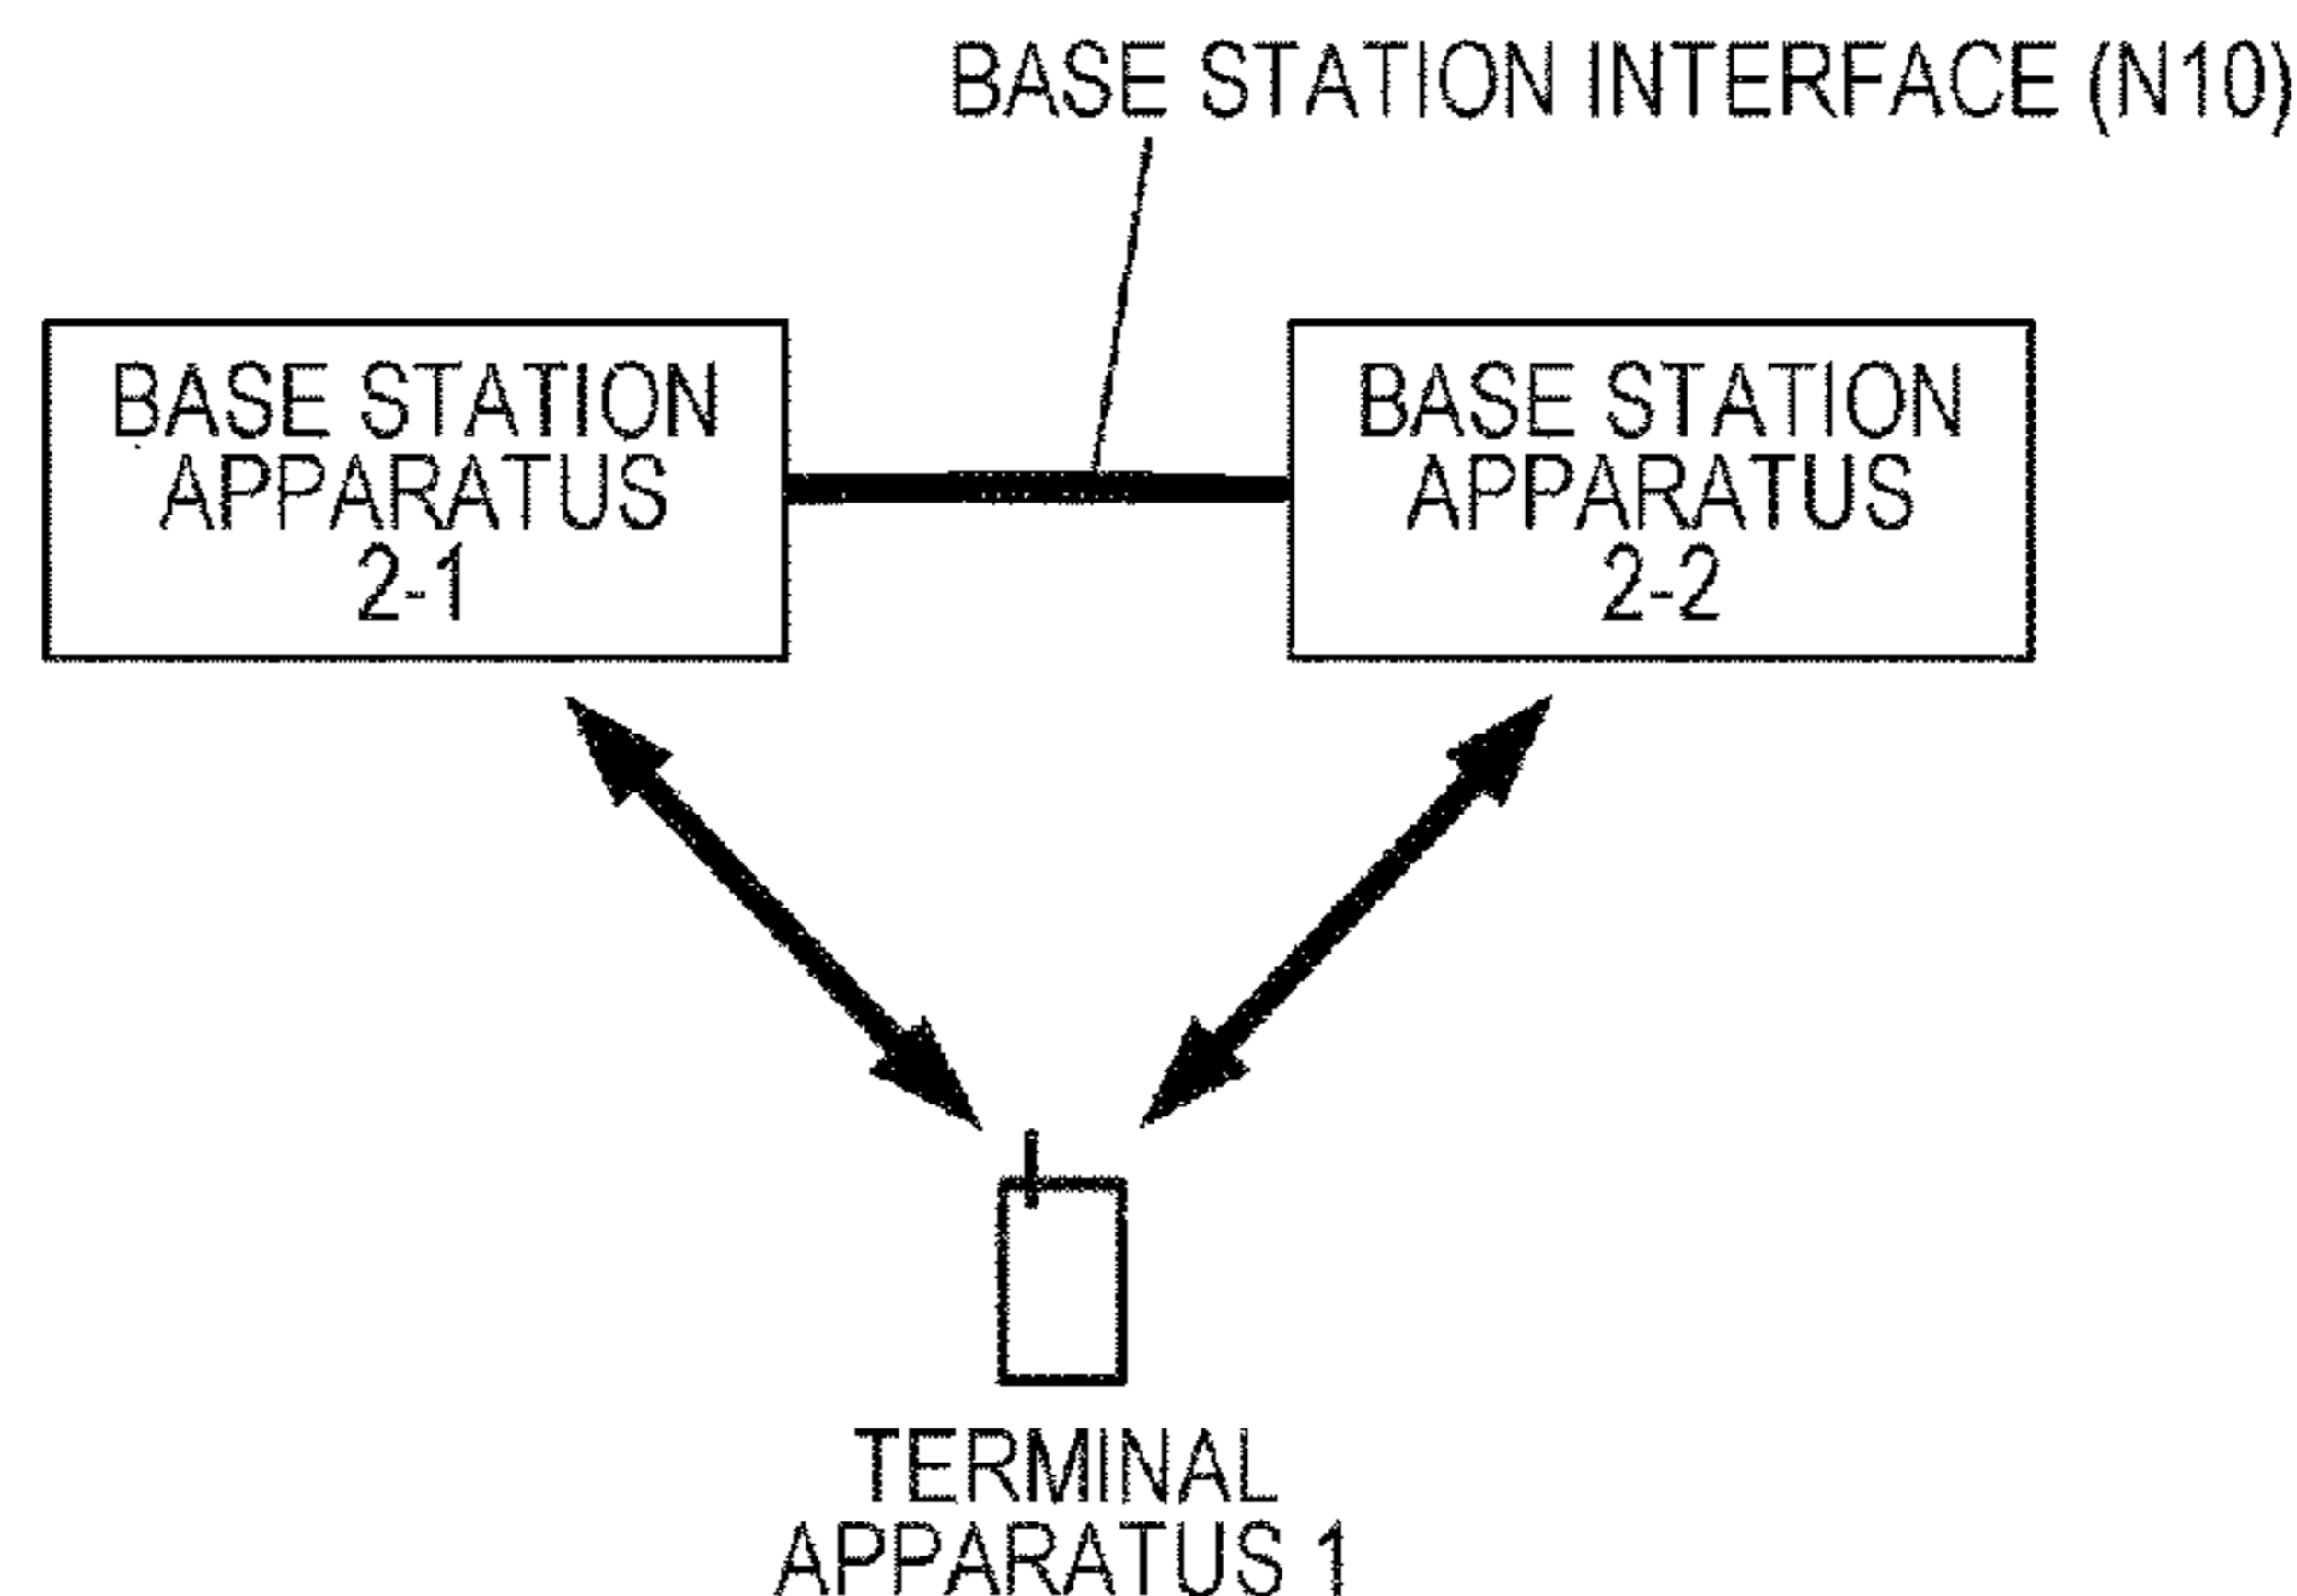 BASE STATION INTERFACE (N10)
BASE STATION
APPARATUS
2-1
BASE STATION
APPARATUS
2-2
TERMINAL
APPARATUS 1